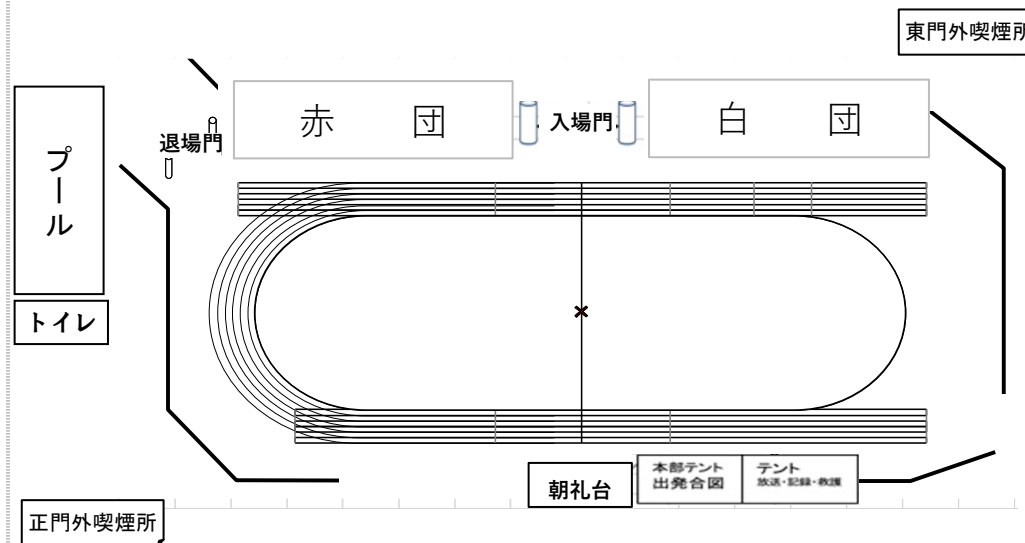 東門外喫煙所
赤　団
入場門
白　団
退場門
プール
トイレ
朝礼台
本部テント
出発合図
テント
放送・記録・救護
正門外喫煙所